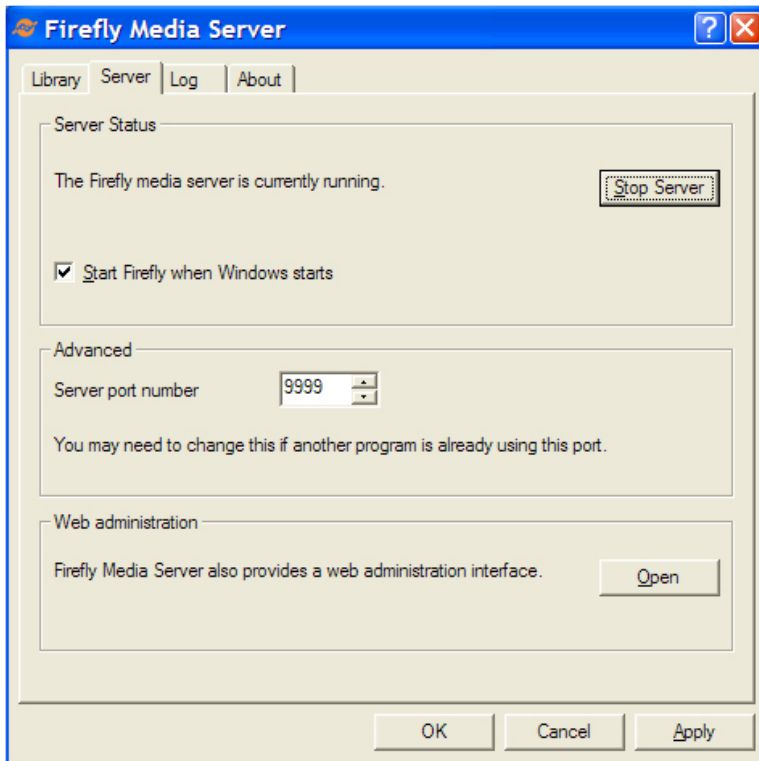 Firefly Media Server
Library Server Log About
Server Status
The Firefly media server is currently running.
Stop Server
Start Firefly when Windows starts
Advanced
Server port number 9999
You may need to change this if another program is already using this port.
Web administration
Firefly Media Server also provides a web administration interface.
Open
OK Cancel Apply